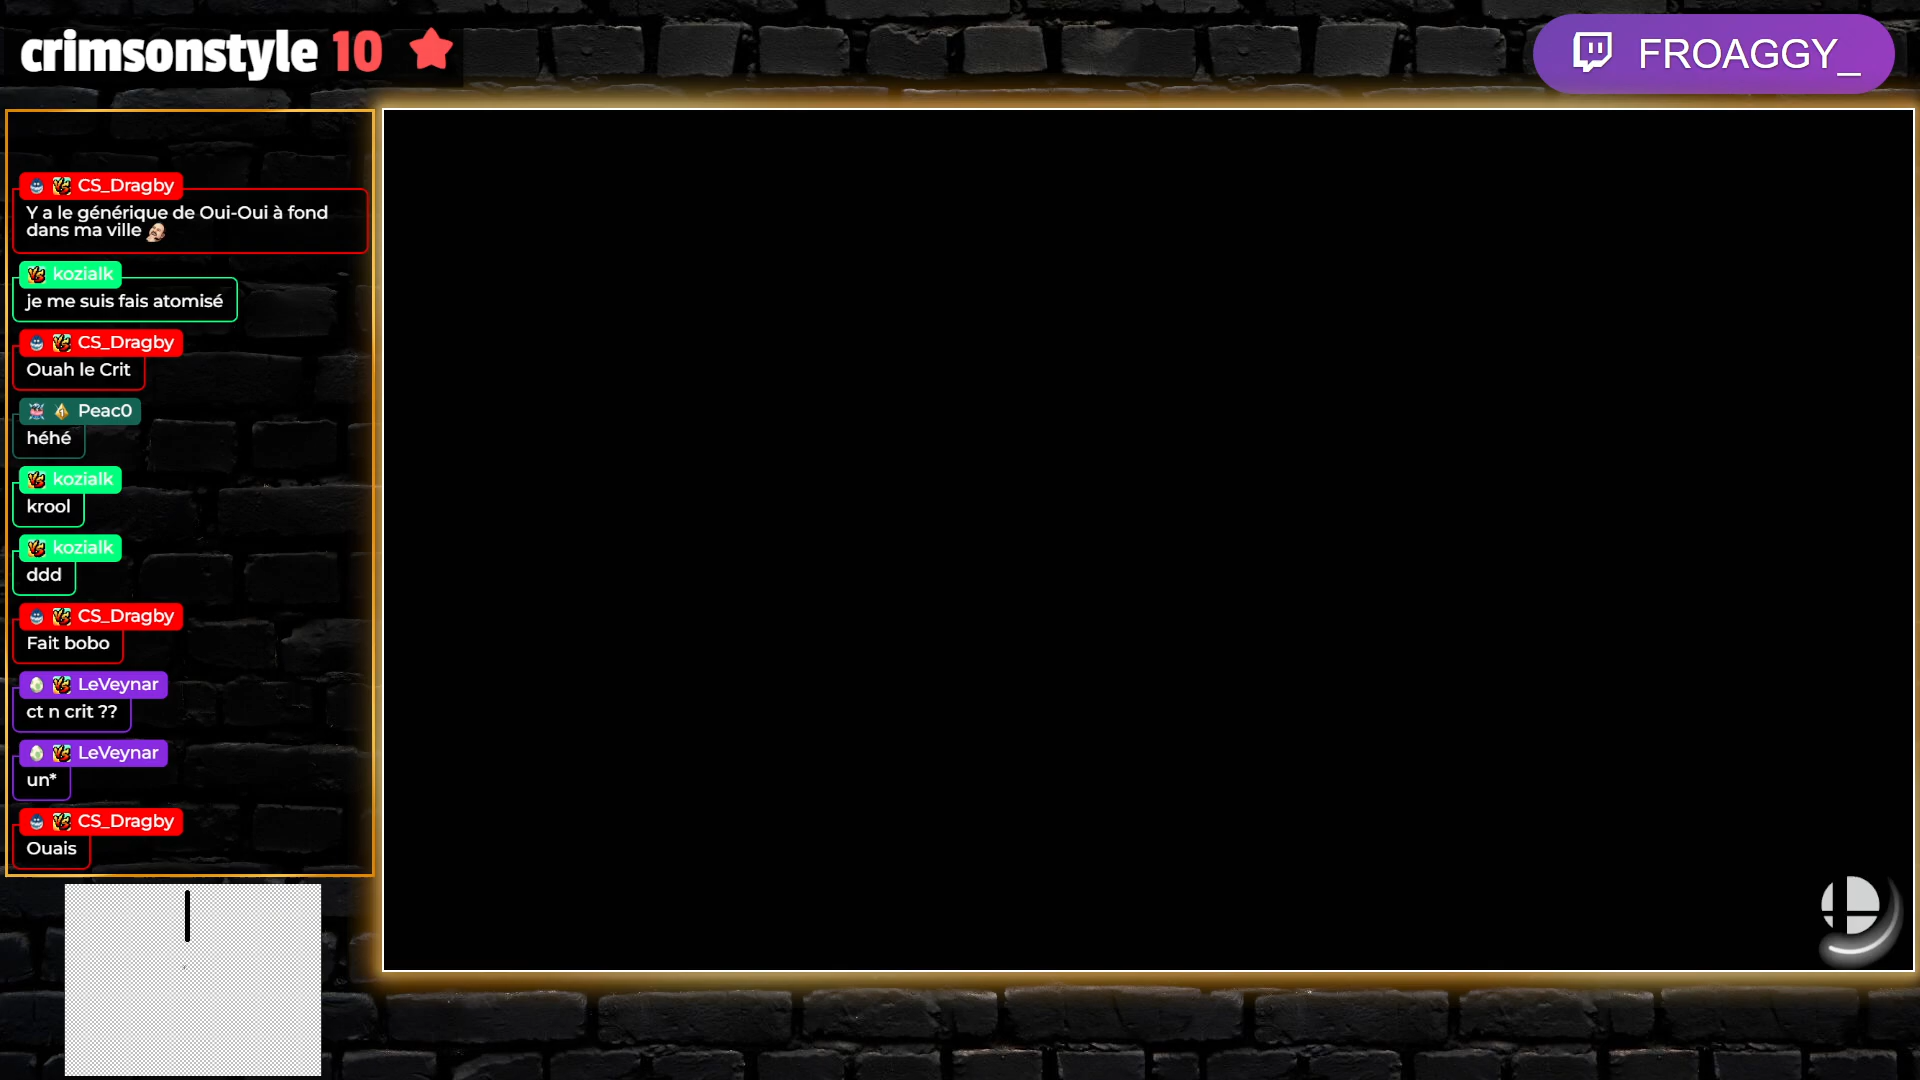 crimsonstyle 10
FROAGGY_
CS_Dragby
Y a le générique de Oui-Oui à fond
dans ma ville
kozialk
je me suis fais atomisé
CS_Dragby
Ouah le Crit
Peac0
héhé
kozialk
krool
kozialk
ddd
CS_Dragby
Fait bobo
LeVeynar
ct n crit ??
LeVeynar
un*
CS_Dragby
Ouais